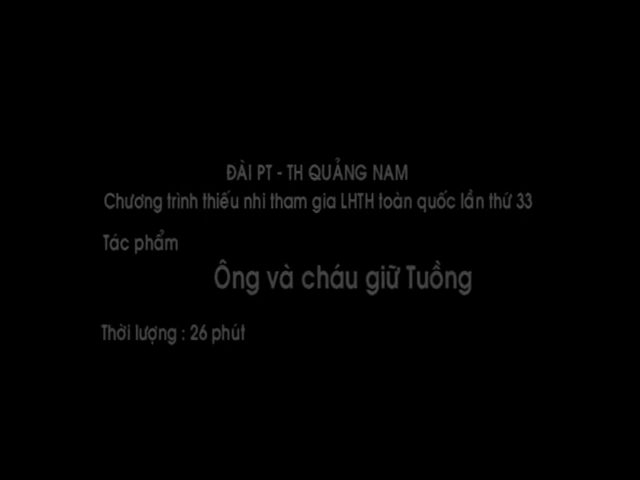 ĐÀI PT - TH QUẢNG NAM
Chương trình thiếu nhi tham gia LHTH toàn quốc lần thứ 33
Tác phẩm
Ông và cháu giữ Tuồng
Thời lượng : 26 phút